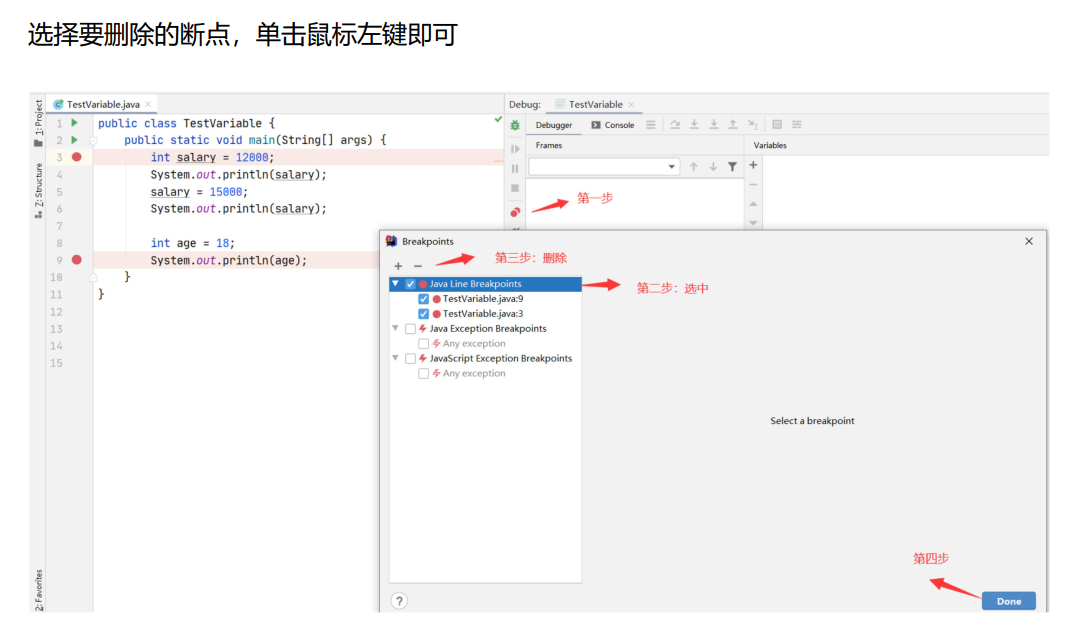 选择要删除的断点，单击鼠标左键即可
TestVariable.java
Debug: TestVariable
1: Project
Z: Structure
2: Favorites
1 public class TestVariable {
2 public static void main(String[] args) {
3 int salary = 12000;
4 System.out.println(salary);
5 salary = 15000;
6 System.out.println(salary);
7
8 int age = 18;
9 System.out.println(age);
10 }
11 }
12
13
14
15
Debugger Console
Frames Variables
第一步
Breakpoints
第三步：删除
Java Line Breakpoints
第二步：选中
TestVariable.java:9
TestVariable.java:3
Java Exception Breakpoints
Any exception
JavaScript Exception Breakpoints
Any exception
Select a breakpoint
第四步
? Done